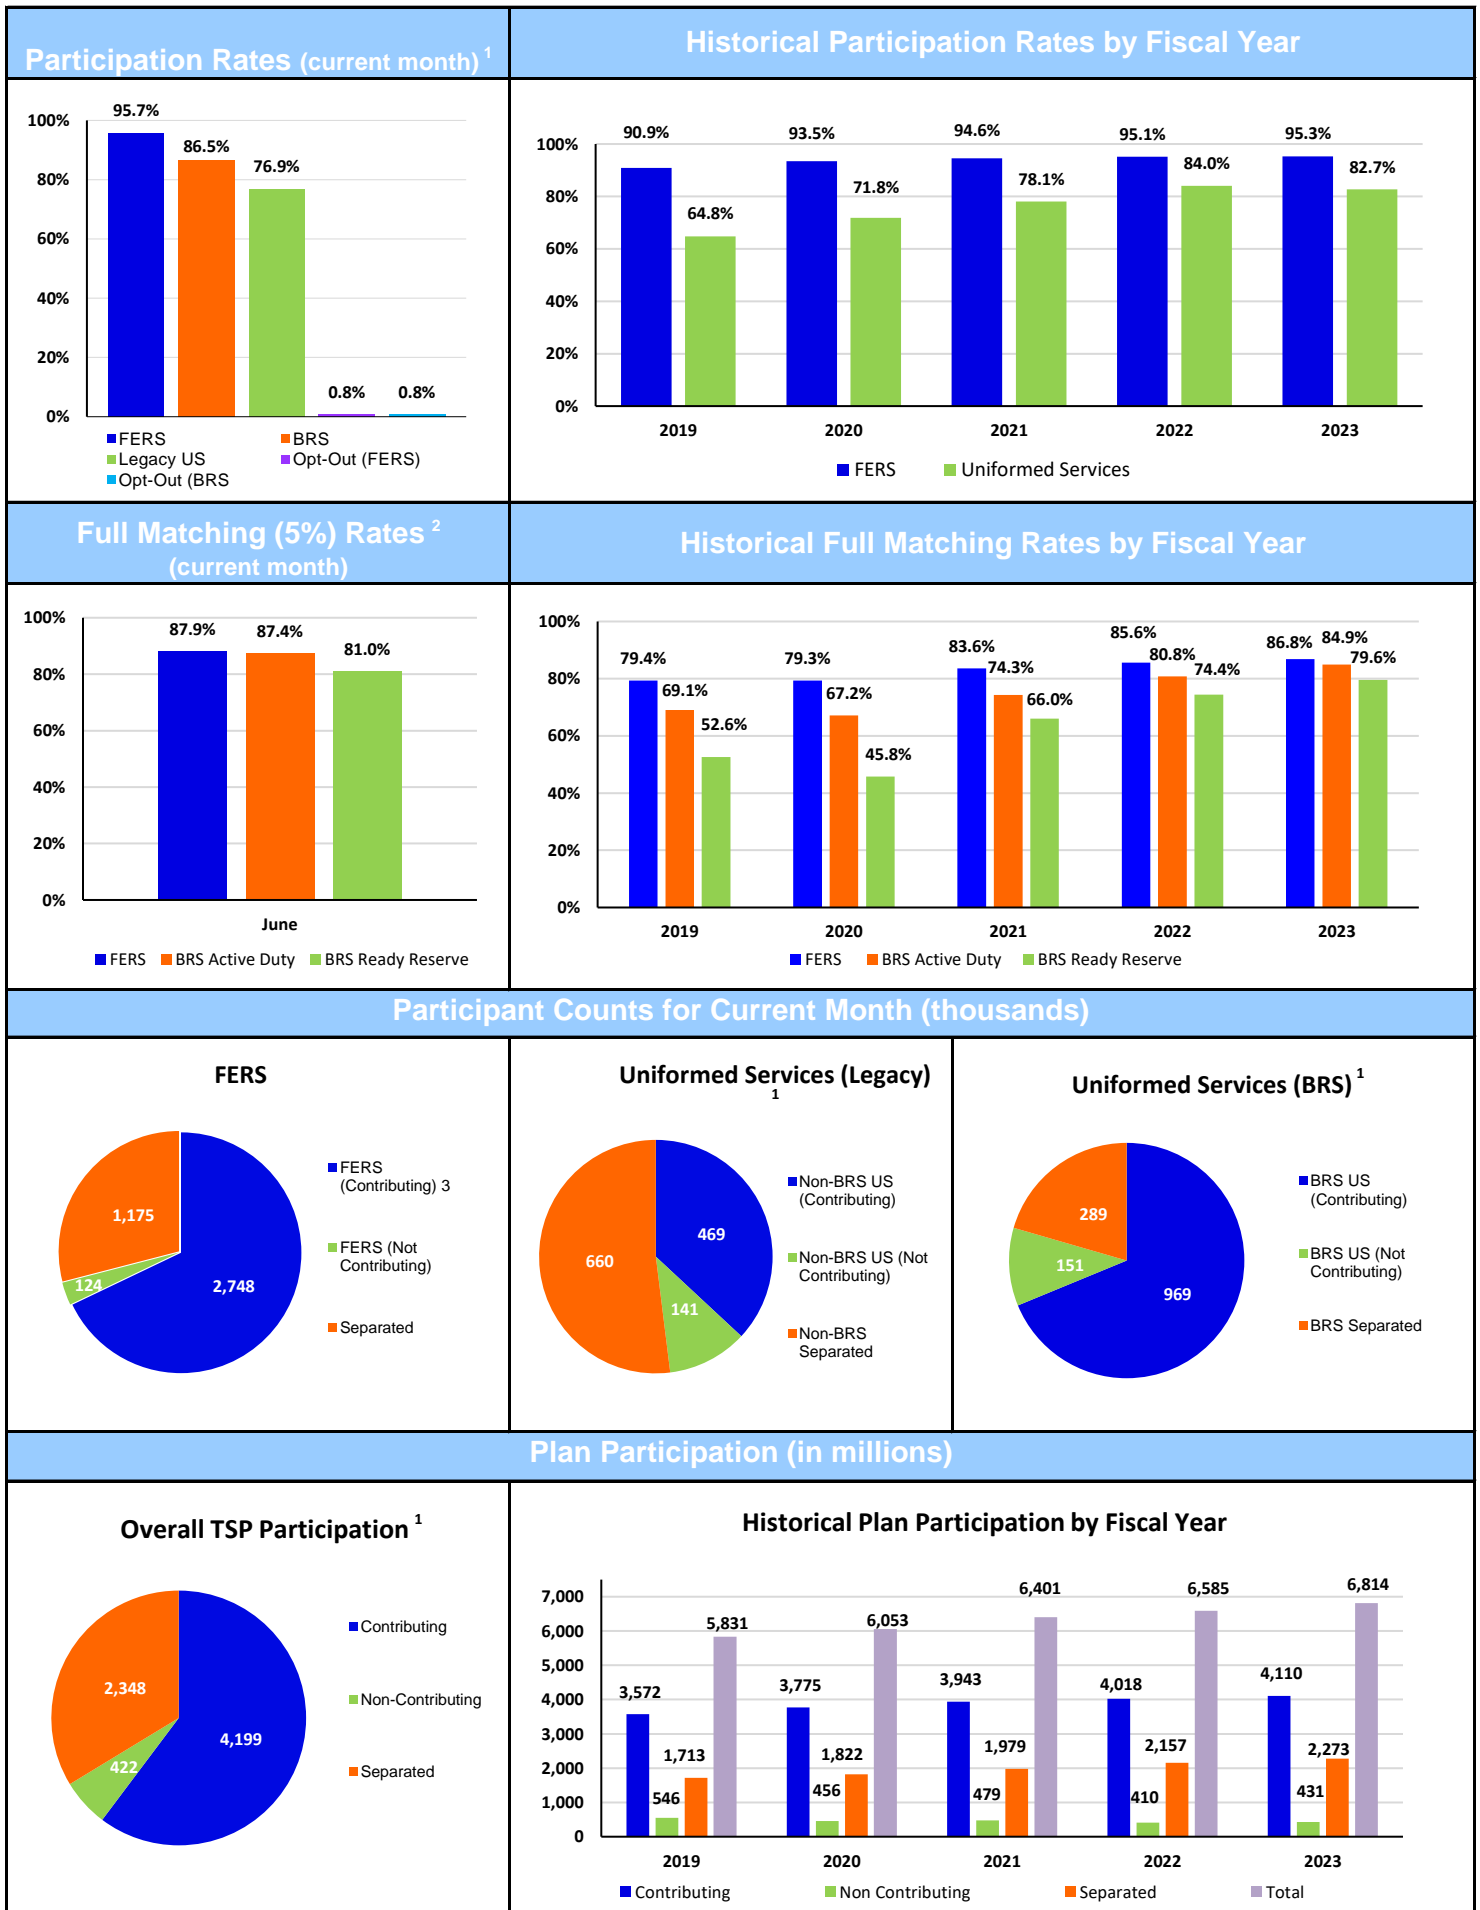 Participation Rates (current month) 1
Historical Participation Rates by Fiscal Year
95.7%
86.5%
76.9%
0.8%
0.8%
100%
80%
60%
40%
20%
0%
FERS
BRS
Legacy US
Opt-Out (FERS)
Opt-Out (BRS
90.9%
64.8%
93.5%
71.8%
94.6%
78.1%
95.1%
84.0%
95.3%
82.7%
100%
80%
60%
40%
20%
0%
2019
2020
2021
2022
2023
FERS
Uniformed Services
Full Matching (5%) Rates 2
(current month)
Historical Full Matching Rates by Fiscal Year
87.9%
87.4%
81.0%
100%
80%
60%
40%
20%
0%
June
FERS
BRS Active Duty
BRS Ready Reserve
79.4%
69.1%
52.6%
79.3%
67.2%
45.8%
83.6%
74.3%
66.0%
85.6%
80.8%
74.4%
86.8%
84.9%
79.6%
100%
80%
60%
40%
20%
0%
2019
2020
2021
2022
2023
FERS
BRS Active Duty
BRS Ready Reserve
Participant Counts for Current Month (thousands)
FERS
1,175
124
2,748
FERS
(Contributing) 3
FERS (Not
Contributing)
Separated
Uniformed Services (Legacy)
1
660
469
141
Non-BRS US
(Contributing)
Non-BRS US (Not
Contributing)
Non-BRS
Separated
Uniformed Services (BRS) 1
289
151
969
BRS US
(Contributing)
BRS US (Not
Contributing)
BRS Separated
Plan Participation (in millions)
Overall TSP Participation 1
2,348
422
4,199
Contributing
Non-Contributing
Separated
Historical Plan Participation by Fiscal Year
7,000
6,000
5,000
4,000
3,000
2,000
1,000
0
3,572
546
1,713
5,831
3,775
456
1,822
6,053
3,943
479
1,979
6,401
4,018
410
2,157
6,585
4,110
431
2,273
6,814
2019
2020
2021
2022
2023
Contributing
Non Contributing
Separated
Total